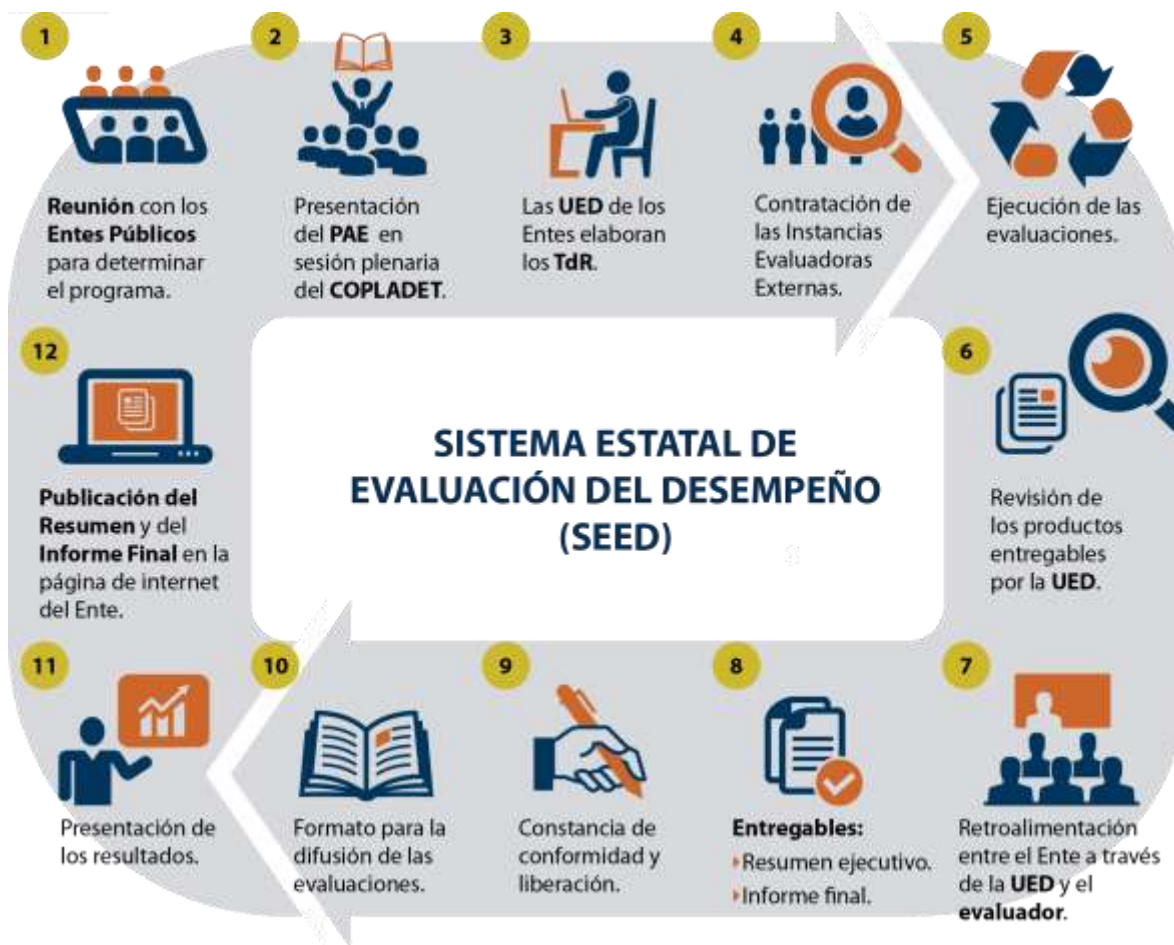 1
Reunión con los
Entes Públicos
para determinar
el programa.
2
Presentación
del PAE en
sesión plenaria
del COPLADET.
3
Las UED de los
Entes elaboran
los TdR.
4
Contratación de
las Instancias
Evaluadoras
Externas.
5
Ejecución de las
evaluaciones.
SISTEMA ESTATAL DE
EVALUACIÓN DEL DESEMPEÑO
(SEED)
6
Revisión de
los productos
entregables
por la UED.
7
Retroalimentación
entre el Ente a través
de la UED y el
evaluador.
8
Entregables:
▸Resumen ejecutivo.
▸Informe final.
9
Constancia de
conformidad y
liberación.
10
Formato para la
difusión de las
evaluaciones.
11
Presentación de
los resultados.
12
Publicación del
Resumen y del
Informe Final en la
página de internet
del Ente.